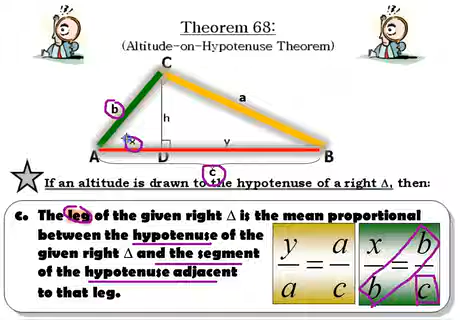 Theorem 68:
(Altitude-on-Hypotenuse Theorem)
C
b
a
h
x
y
A
D
B
c
If an altitude is drawn to the hypotenuse of a right Δ, then:
c. The leg of the given right Δ is the mean proportional
between the hypotenuse of the
given right Δ and the segment
of the hypotenuse adjacent
to that leg.
y/a = a/c
x/b = b/c